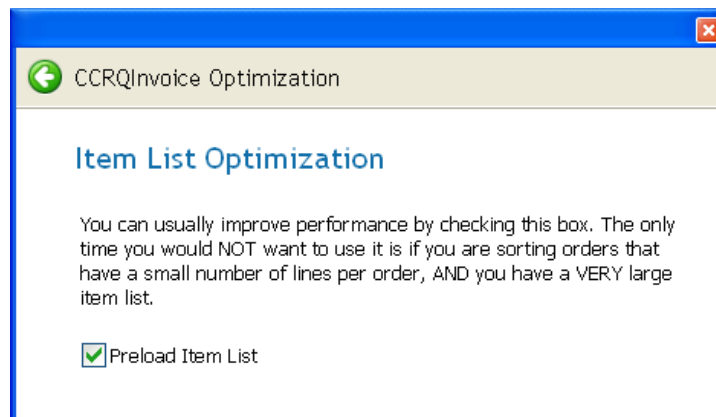 CCRQInvoice Optimization
Item List Optimization
You can usually improve performance by checking this box. The only
time you would NOT want to use it is if you are sorting orders that
have a small number of lines per order, AND you have a VERY large
item list.
Preload Item List